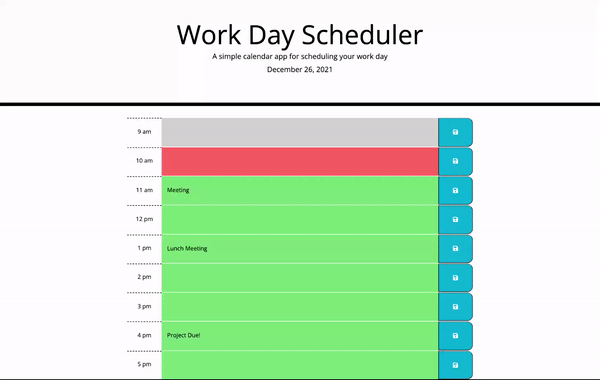 Work Day Scheduler
A simple calendar app for scheduling your work day
December 26, 2021
9 am
10 am
11 am Meeting
12 pm
1 pm Lunch Meeting
2 pm
3 pm
4 pm Project Due!
5 pm